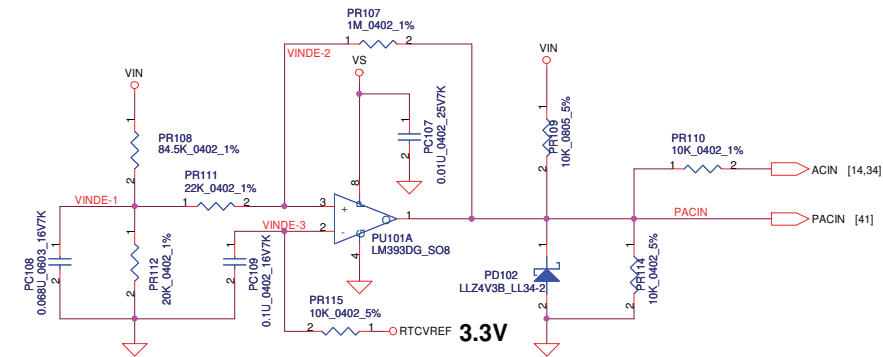 PR107
1M_0402_1%
1
2
VINDE-2
VIN
VS
VIN
1
PR108
84.5K_0402_1%
2
1
2
PC107
0.01U_0402_25V7K
1
2
PR109
10K_0805_5%
PR110
10K_0402_1%
1
2
ACIN [14,34]
PR111
22K_0402_1%
VINDE-1
1
2
8
3
+
2
-
1
4
PU101A
LM393DG_SO8
PACIN
PACIN [41]
VINDE-3
1
2
PC108
0.068U_0603_16V7K
1
2
PR112
20K_0402_1%
1
2
PC109
0.1U_0402_16V7K
PR115
10K_0402_5%
2
1
RTCVREF 3.3V
1
2
PD102
LLZ4V3B_LL34-2
1
2
PR114
10K_0402_5%